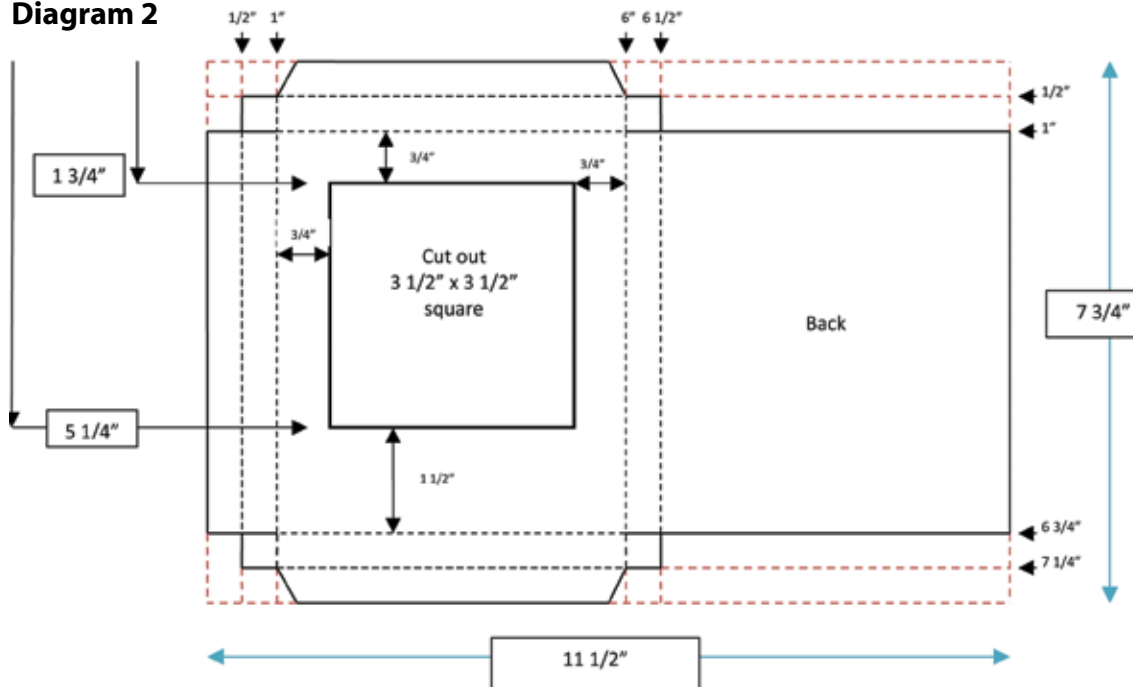 Diagram 2
1/2” 1” 6” 6 1/2”
1/2”
1”
1 3/4”
3/4”
3/4”
3/4”
Cut out
3 1/2” x 3 1/2”
square
Back
7 3/4”
5 1/4”
1 1/2”
6 3/4”
7 1/4”
11 1/2”